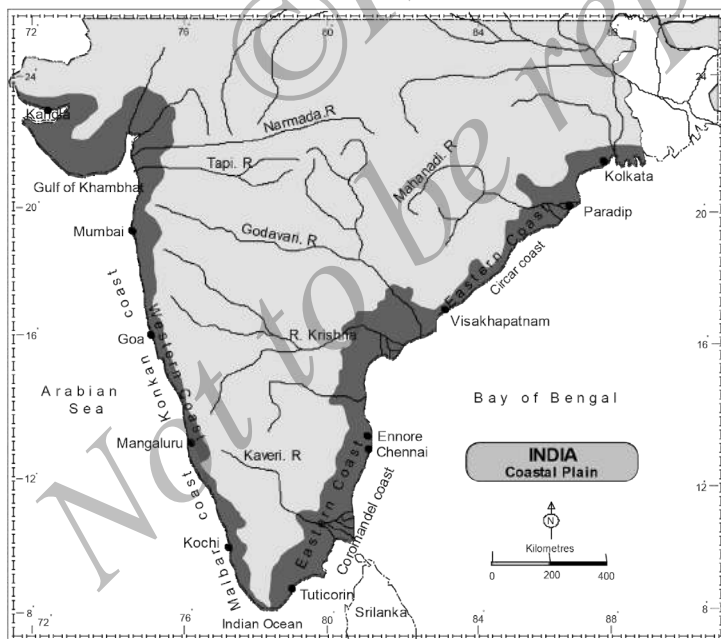 72
76
80
84
88
24
24
20
20
16
16
12
12
8
8
72
76
80
84
88
Kandla
Narmada.R
Tapi. R
Mahanadi. R
Kolkata
Gulf of Khambhat
Paradip
Mumbai
Godavari. R
Eastern Coast
Circar coast
Visakhapatnam
Konkan coast
Western Coast
Goa
R. Krishna
Arabian
Sea
Bay of Bengal
Mangaluru
Kaveri. R
Ennore
Chennai
INDIA
Coastal Plain
Eastern Coast
Coromandel coast
N
Kilometres
0 200 400
Malbar coast
Kochi
Tuticorin
Indian Ocean
Srilanka
Not to be rep